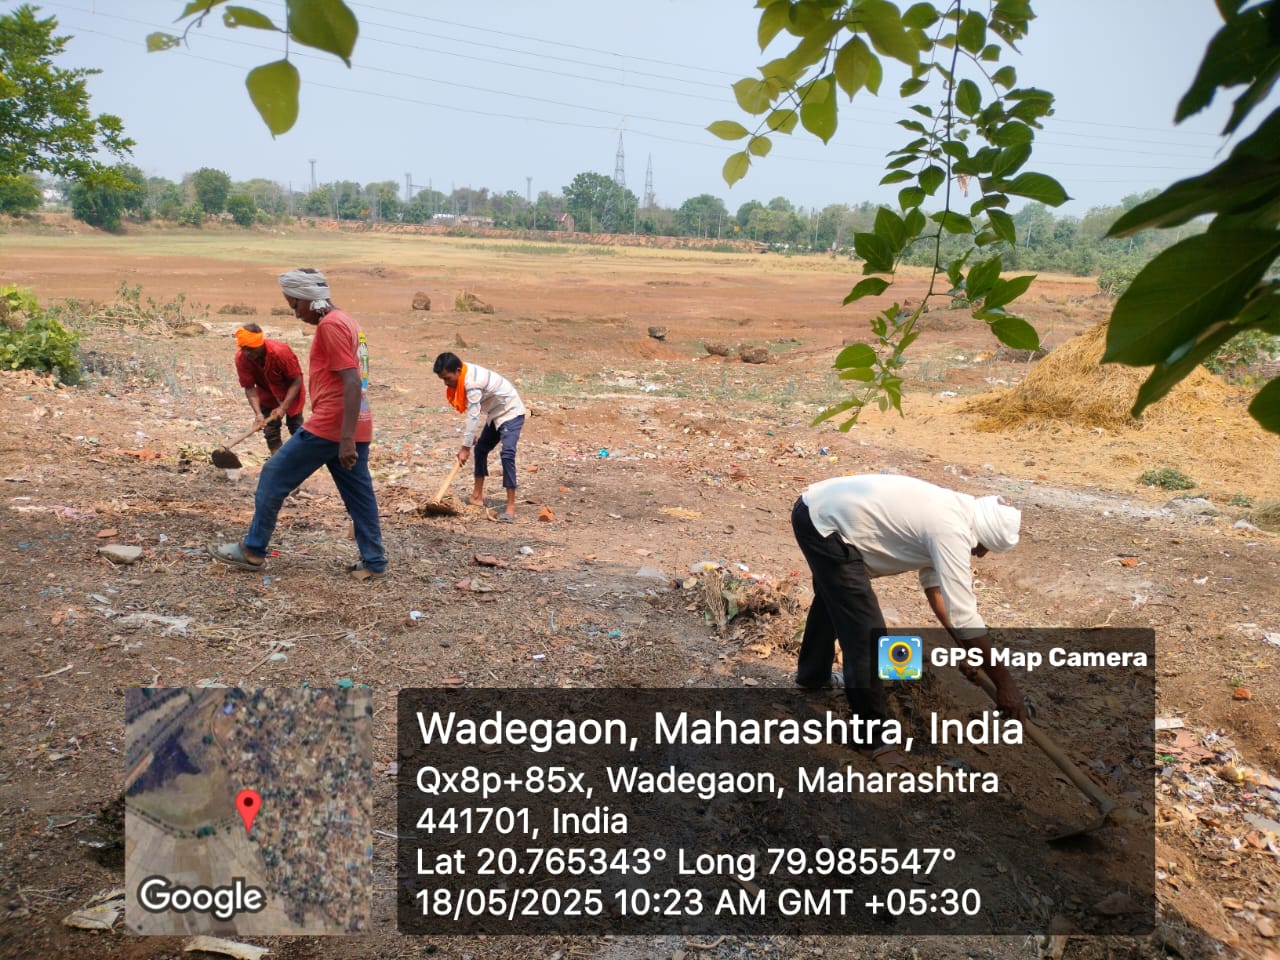 GPS Map Camera
Wadegaon, Maharashtra, India
Qx8p+85x, Wadegaon, Maharashtra
441701, India
Lat 20.765343° Long 79.985547°
18/05/2025 10:23 AM GMT +05:30
Google